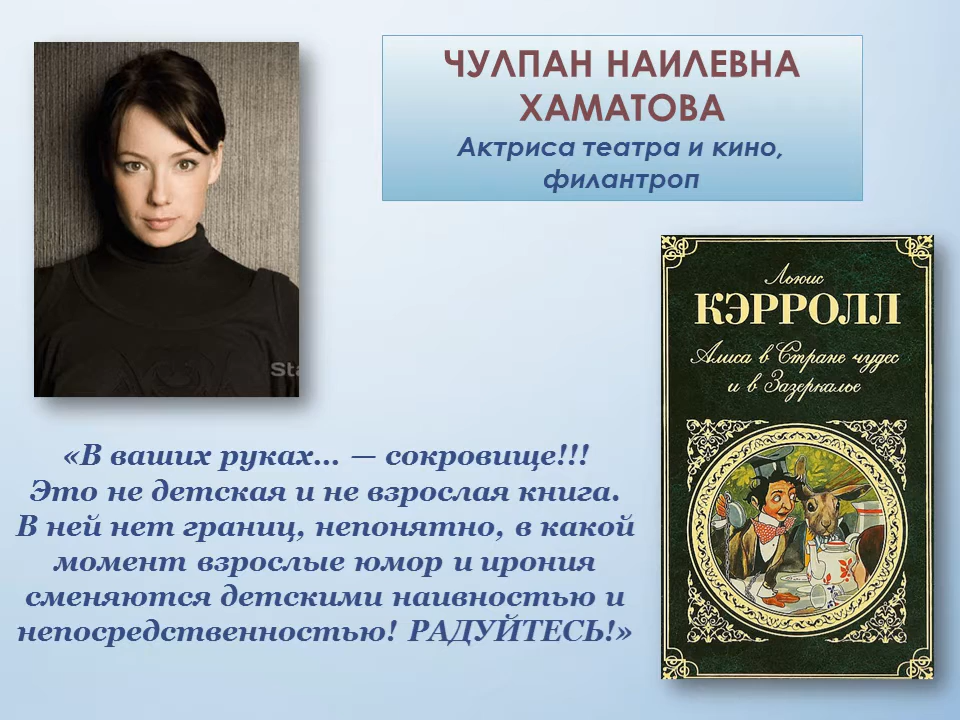 ЧУЛПАН НАИЛЕВНА
ХАМАТОВА
Актриса театра и кино,
филантроп
Sta
Льюис
КЭРРОЛЛ
Алиса в Стране чудес
и в Зазеркалье
«В ваших руках... — сокровище!!!
Это не детская и не взрослая книга.
В ней нет границ, непонятно, в какой
момент взрослые юмор и ирония
сменяются детскими наивностью и
непосредственностью! РАДУЙТЕСЬ!»